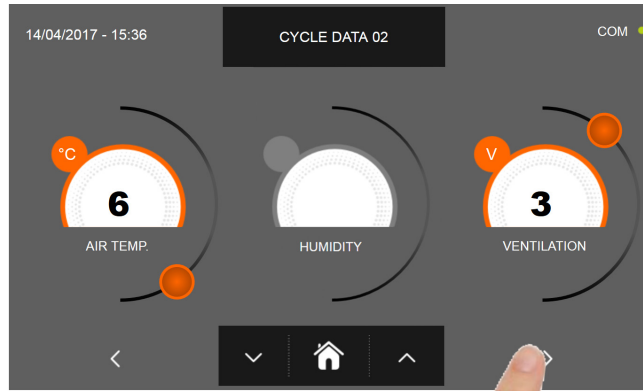 14/04/2017 - 15:36
CYCLE DATA 02
COM
°C
V
6
3
AIR TEMP.
HUMIDITY
VENTILATION